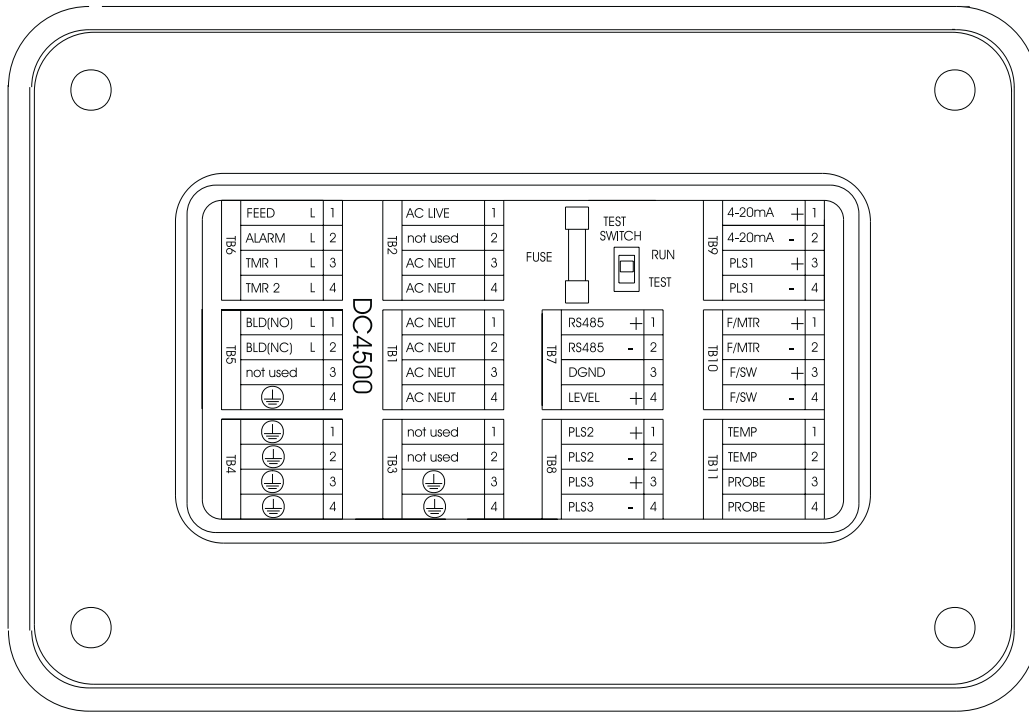 TB6
FEED L 1
ALARM L 2
TMR 1 L 3
TMR 2 L 4
TB2
AC LIVE 1
not used 2
AC NEUT 3
AC NEUT 4
FUSE
TEST
SWITCH
RUN
TEST
TB9
4-20mA + 1
4-20mA - 2
PLS1 + 3
PLS1 - 4
TB5
BLD(NO) L 1
BLD(NC) L 2
not used 3
4
DC4500
TB1
AC NEUT 1
AC NEUT 2
AC NEUT 3
AC NEUT 4
TB7
RS485 + 1
RS485 - 2
DGND 3
LEVEL + 4
TB10
F/MTR + 1
F/MTR - 2
F/SW + 3
F/SW - 4
TB4
1
2
3
4
TB3
not used 1
not used 2
3
4
TB8
PLS2 + 1
PLS2 - 2
PLS3 + 3
PLS3 - 4
TB11
TEMP 1
TEMP 2
PROBE 3
PROBE 4